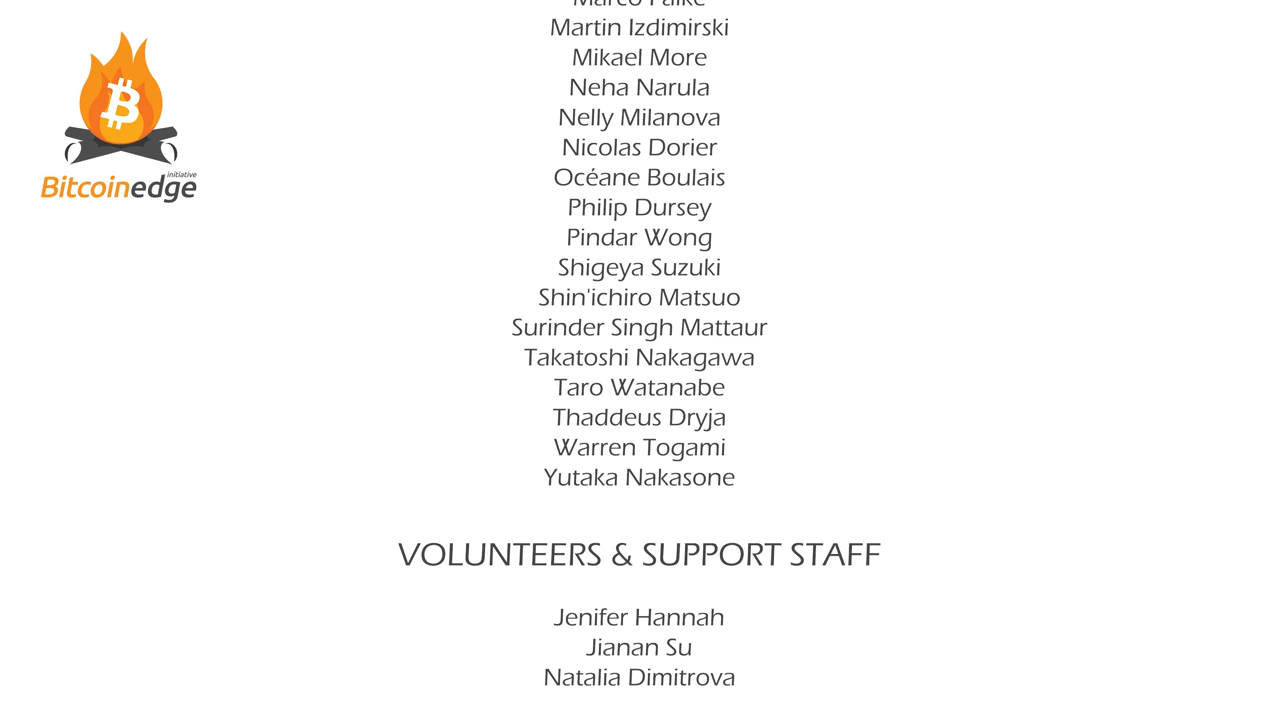 initiative
Bitcoinedge
Martin Izdimirski
Mikael More
Neha Narula
Nelly Milanova
Nicolas Dorier
Océane Boulais
Philip Dursey
Pindar Wong
Shigeya Suzuki
Shin'ichiro Matsuo
Surinder Singh Mattaur
Takatoshi Nakagawa
Taro Watanabe
Thaddeus Dryja
Warren Togami
Yutaka Nakasone
VOLUNTEERS & SUPPORT STAFF
Jenifer Hannah
Jianan Su
Natalia Dimitrova